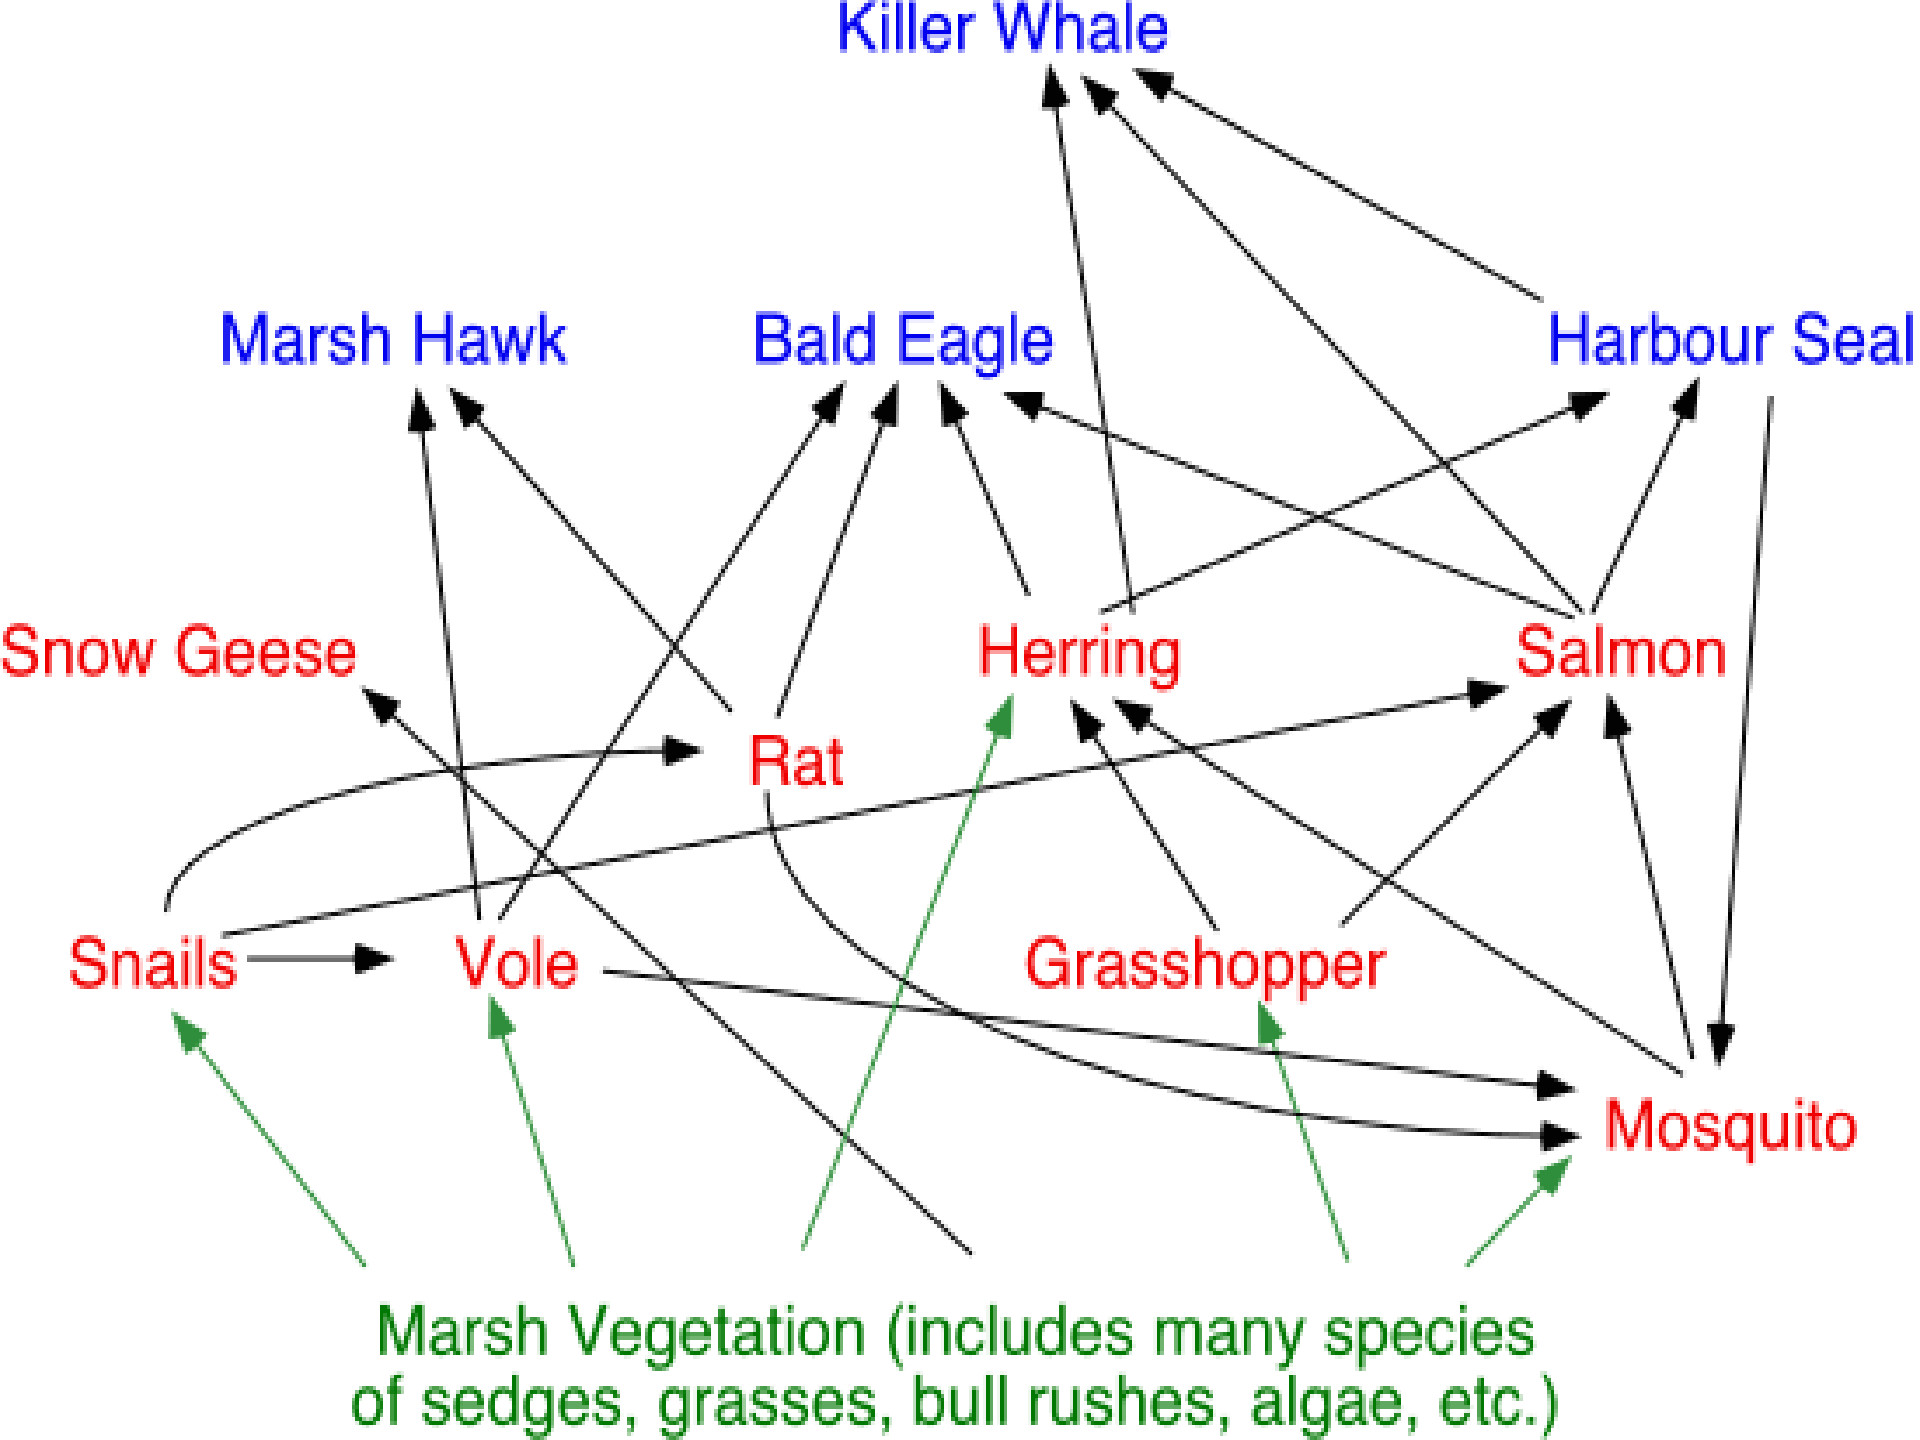 Killer Whale
Marsh Hawk
Bald Eagle
Harbour Seal
Snow Geese
Herring
Salmon
Rat
Snails
Vole
Grasshopper
Mosquito
Marsh Vegetation (includes many species
of sedges, grasses, bull rushes, algae, etc.)